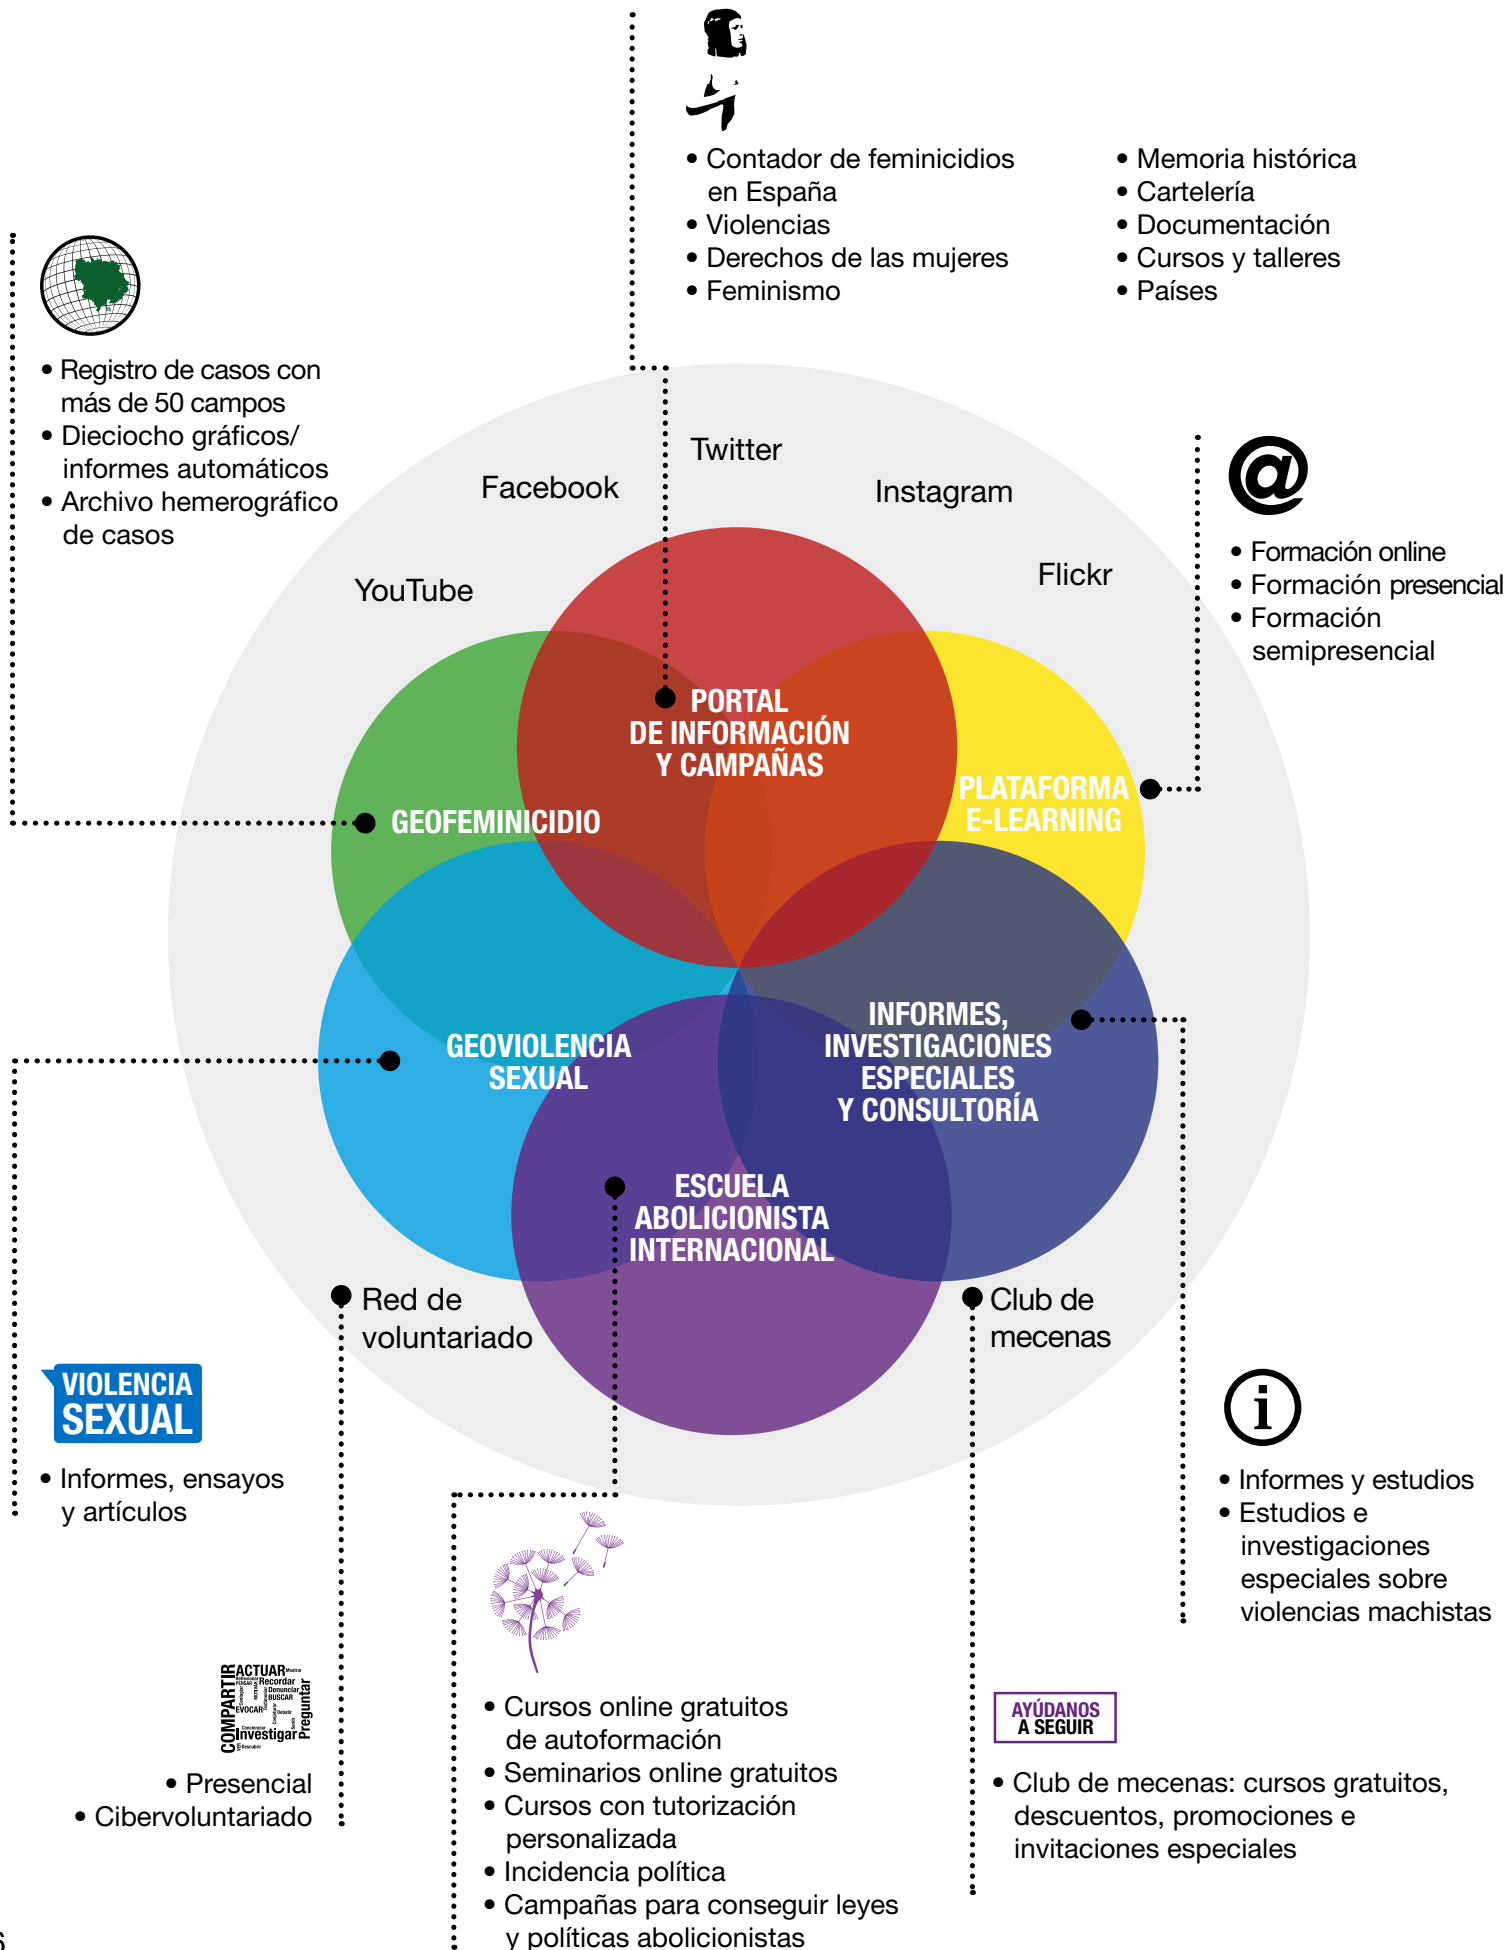 • Contador de feminicidios
en España
• Violencias
• Derechos de las mujeres
• Feminismo
• Memoria histórica
• Cartelería
• Documentación
• Cursos y talleres
• Países
• Registro de casos con
más de 50 campos
• Dieciocho gráficos/
informes automáticos
• Archivo hemerográfico
de casos
Twitter
Facebook
Instagram
YouTube
Flickr
@
• Formación online
• Formación presencial
• Formación
semipresencial
PORTAL
DE INFORMACIÓN
Y CAMPAÑAS
PLATAFORMA
E-LEARNING
GEOFEMINICIDIO
GEOVIOLENCIA
SEXUAL
INFORMES,
INVESTIGACIONES
ESPECIALES
Y CONSULTORÍA
ESCUELA
ABOLICIONISTA
INTERNACIONAL
Red de
voluntariado
Club de
mecenas
VIOLENCIA
SEXUAL
• Informes, ensayos
y artículos
i
• Informes y estudios
• Estudios e
investigaciones
especiales sobre
violencias machistas
COMPARTIR
ACTUAR
Mostrar
PENSAR
Recordar
Denunciar
BUSCAR
EVOCAR
Debatir
Investigar
Preguntar
Descubrir
• Presencial
• Cibervoluntariado
• Cursos online gratuitos
de autoformación
• Seminarios online gratuitos
• Cursos con tutorización
personalizada
• Incidencia política
• Campañas para conseguir leyes
y políticas abolicionistas
AYÚDANOS
A SEGUIR
• Club de mecenas: cursos gratuitos,
descuentos, promociones e
invitaciones especiales